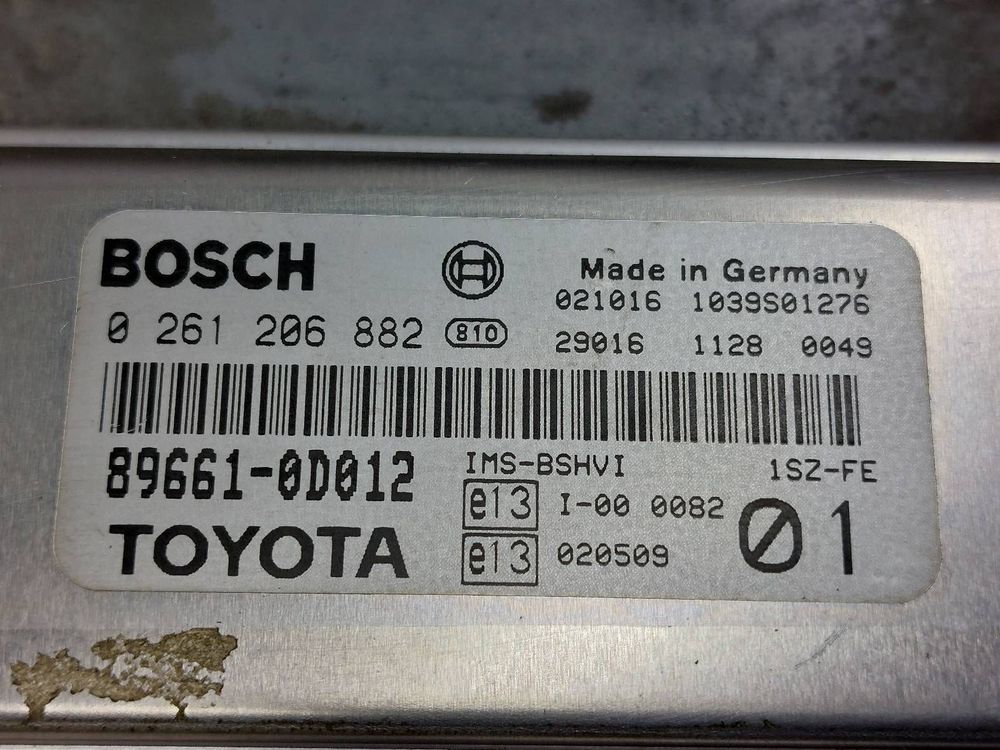 BOSCH
Made in Germany
021016 1039S01276
0 261 206 882 810
29016 1128 0049
89661-0D012
IMS-BSHVI
1SZ-FE
e13 I-00 0082
Ø1
TOYOTA
e13 020509